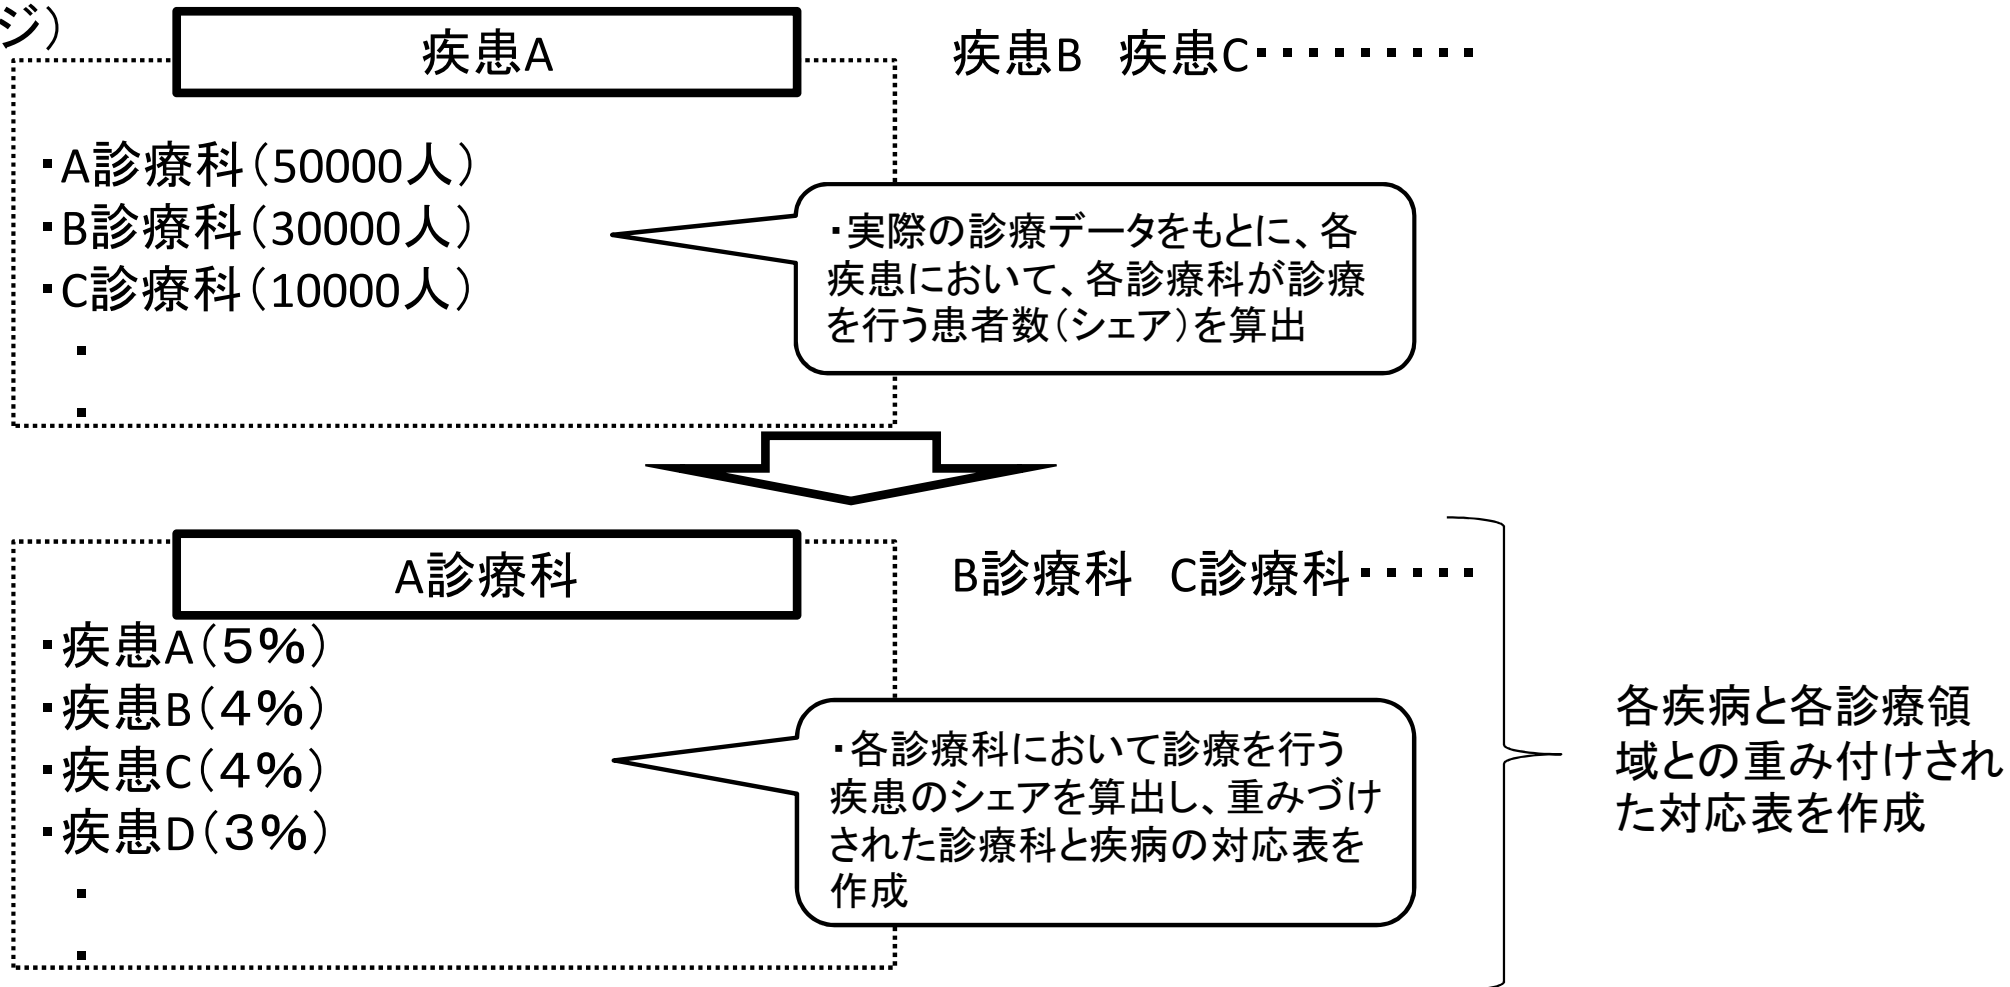 ジ)
疾患A
疾患B 疾患C・・・・・・・・・
・A診療科(50000人)
・B診療科(30000人)
・C診療科(10000人)
・
・
・実際の診療データをもとに、各
疾患において、各診療科が診療
を行う患者数(シェア)を算出
A診療科
B診療科 C診療科・・・・・
・疾患A(5%)
・疾患B(4%)
・疾患C(4%)
・疾患D(3%)
・
・
・各診療科において診療を行う
疾患のシェアを算出し、重みづけ
された診療科と疾病の対応表を
作成
各疾病と各診療領
域との重み付けされ
た対応表を作成